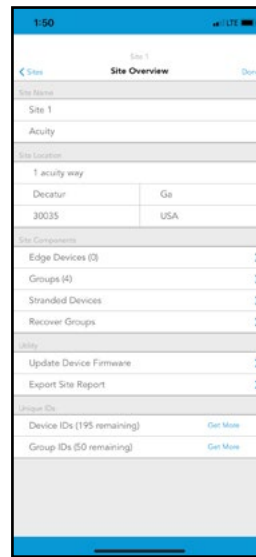 1:50 LTE
Site 1
Sites Site Overview Done
Site Name
Site 1
Acuity
Site Location
1 acuity way
Decatur Ga
30035 USA
Site Components
Edge Devices (0)
Groups (4)
Stranded Devices
Recover Groups
Utility
Update Device Firmware
Export Site Report
Unique IDs
Device IDs (195 remaining) Get More
Group IDs (50 remaining) Get More